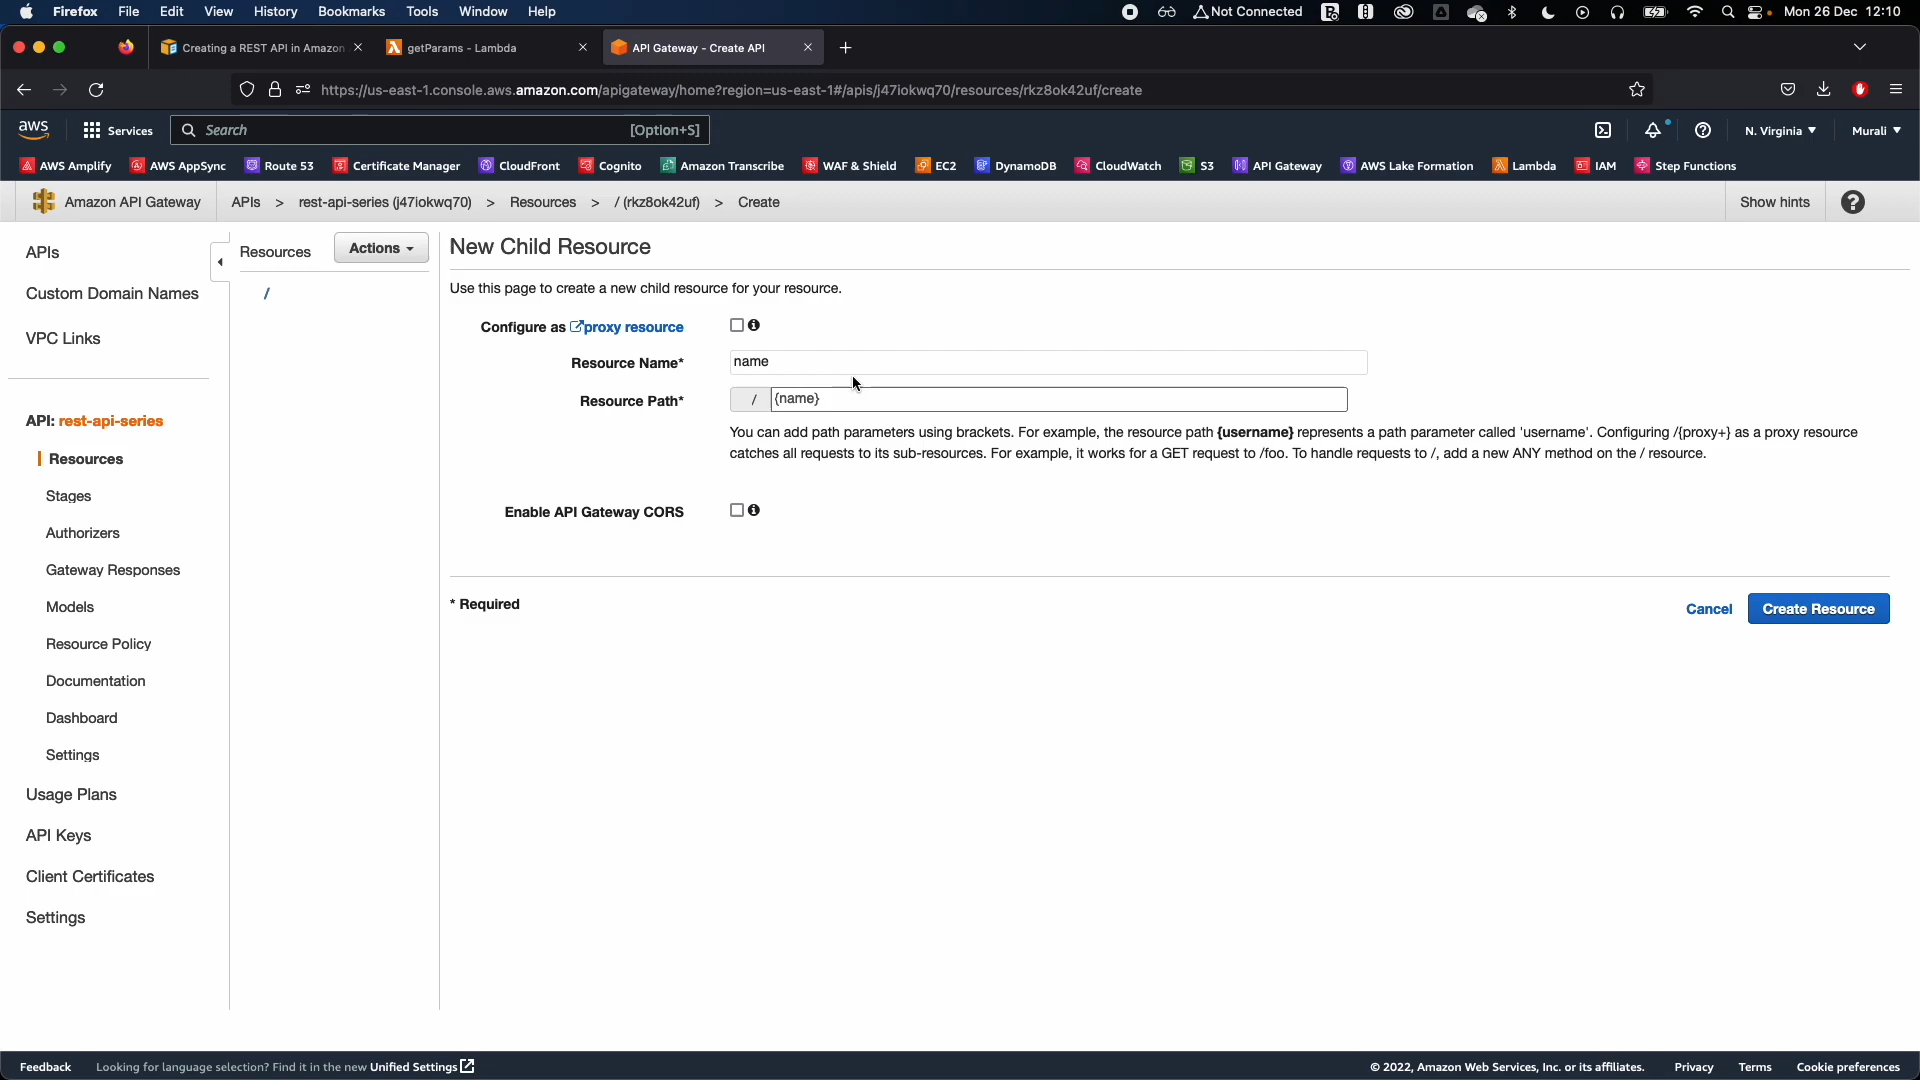 Firefox File Edit View History Bookmarks Tools Window Help Not Connected Mon 26 Dec 12:10
Creating a REST API in Amazon getParams - Lambda API Gateway - Create API
https://us-east-1.console.aws.amazon.com/apigateway/home?region=us-east-1#/apis/j47iokwq70/resources/rkz8ok42uf/create
aws Services Search [Option+S] N. Virginia Murali
AWS Amplify AWS AppSync Route 53 Certificate Manager CloudFront Cognito Amazon Transcribe WAF & Shield EC2 DynamoDB CloudWatch S3 API Gateway AWS Lake Formation Lambda IAM Step Functions
Amazon API Gateway APIs > rest-api-series (j47iokwq70) > Resources > / (rkz8ok42uf) > Create Show hints ?
APIs
Custom Domain Names
VPC Links
API: rest-api-series
Resources
Stages
Authorizers
Gateway Responses
Models
Resource Policy
Documentation
Dashboard
Settings
Usage Plans
API Keys
Client Certificates
Settings
Resources Actions
/
New Child Resource
Use this page to create a new child resource for your resource.
Configure as proxy resource
Resource Name* name
Resource Path* / {name}
You can add path parameters using brackets. For example, the resource path {username} represents a path parameter called 'username'. Configuring /{proxy+} as a proxy resource
catches all requests to its sub-resources. For example, it works for a GET request to /foo. To handle requests to /, add a new ANY method on the / resource.
Enable API Gateway CORS
* Required Cancel Create Resource
Feedback Looking for language selection? Find it in the new Unified Settings © 2022, Amazon Web Services, Inc. or its affiliates. Privacy Terms Cookie preferences